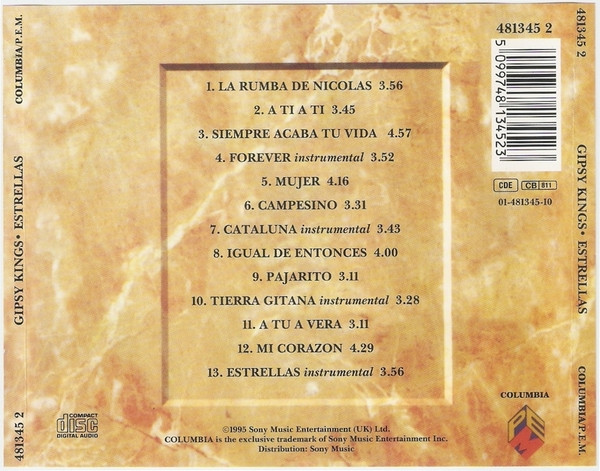 481345 2
COLUMBIA/P.E.M.
GIPSY KINGS • ESTRELLAS
481345 2
481345 2
5 099748 134523
CDE CB 811
01-481345-10
1. LA RUMBA DE NICOLAS 3.56
2. A TI A TI 3.45
3. SIEMPRE ACABA TU VIDA 4.57
4. FOREVER instrumental 3.52
5. MUJER 4.16
6. CAMPESINO 3.31
7. CATALUNA instrumental 3.43
8. IGUAL DE ENTONCES 4.00
9. PAJARITO 3.11
10. TIERRA GITANA instrumental 3.28
11. A TU A VERA 3.11
12. MI CORAZON 4.29
13. ESTRELLAS instrumental 3.56
COMPACT
disc
DIGITAL AUDIO
©1995 Sony Music Entertainment (UK) Ltd.
COLUMBIA is the exclusive trademark of Sony Music Entertainment Inc.
Distribution: Sony Music
COLUMBIA
PEM
GIPSY KINGS • ESTRELLAS
COLUMBIA/P.E.M.
481345 2